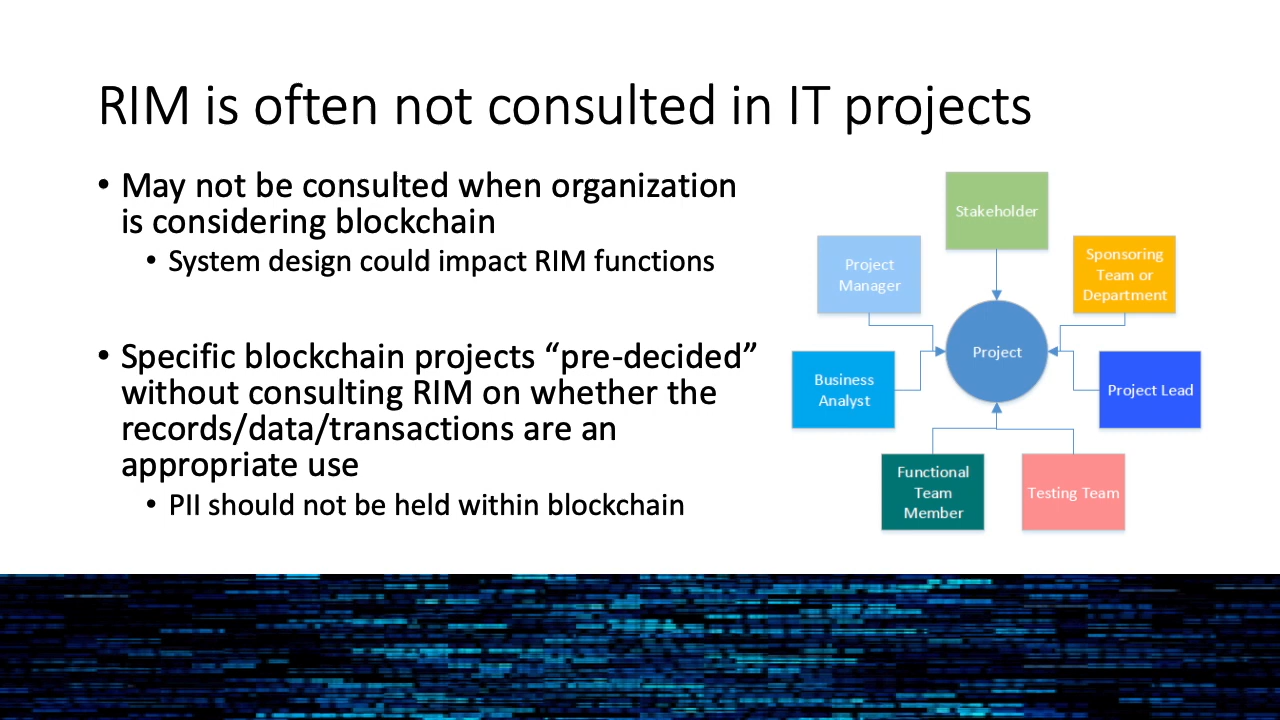 RIM is often not consulted in IT projects
• May not be consulted when organization
is considering blockchain
• System design could impact RIM functions
• Specific blockchain projects “pre-decided”
without consulting RIM on whether the
records/data/transactions are an
appropriate use
• PII should not be held within blockchain
Stakeholder
Project
Manager
Sponsoring
Team or
Department
Project
Business
Analyst
Project Lead
Functional
Team
Member
Testing Team